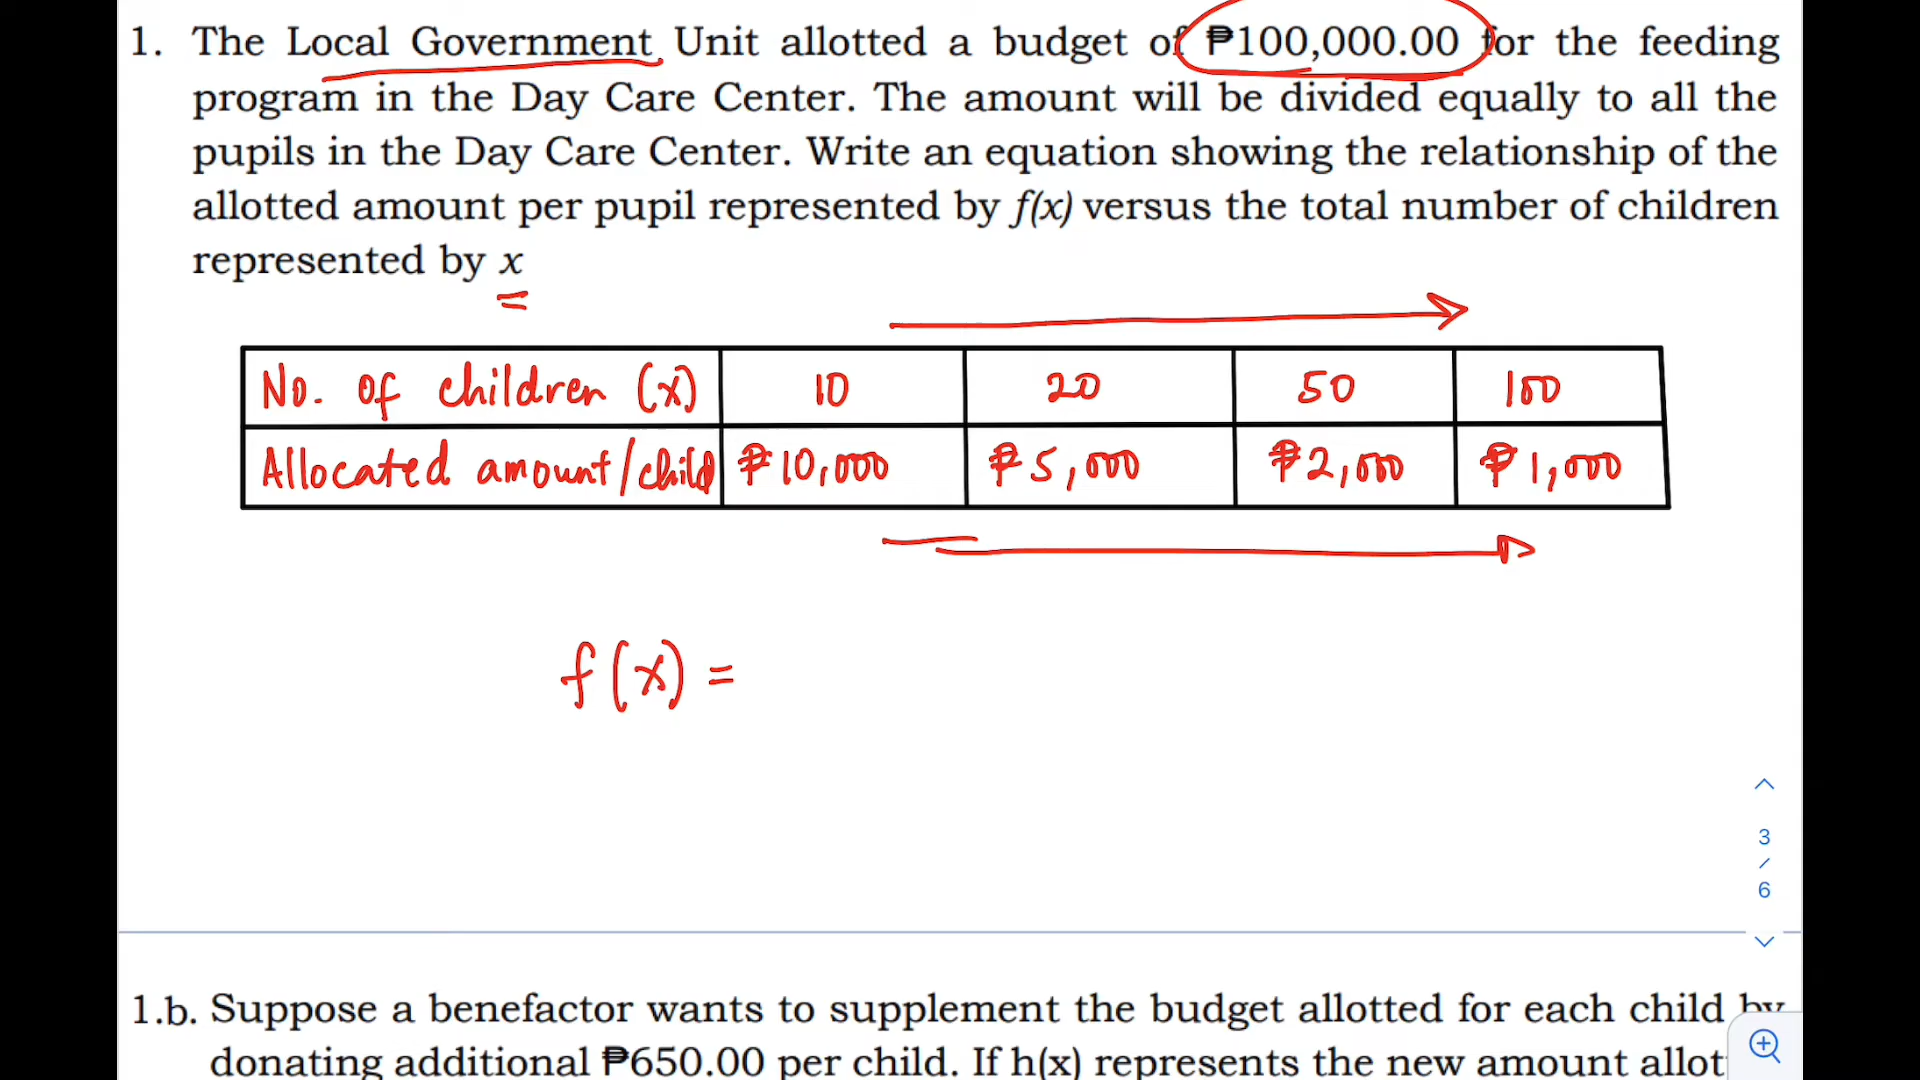 1. The Local Government Unit allotted a budget of ₱100,000.00 for the feeding
program in the Day Care Center. The amount will be divided equally to all the
pupils in the Day Care Center. Write an equation showing the relationship of the
allotted amount per pupil represented by f(x) versus the total number of children
represented by x
No. of children (x) 10 20 50 100
Allocated amount/child ₱10,000 ₱5,000 ₱2,000 ₱1,000
f(x) =
3
/
6
1.b. Suppose a benefactor wants to supplement the budget allotted for each child by
donating additional ₱650.00 per child. If h(x) represents the new amount allot